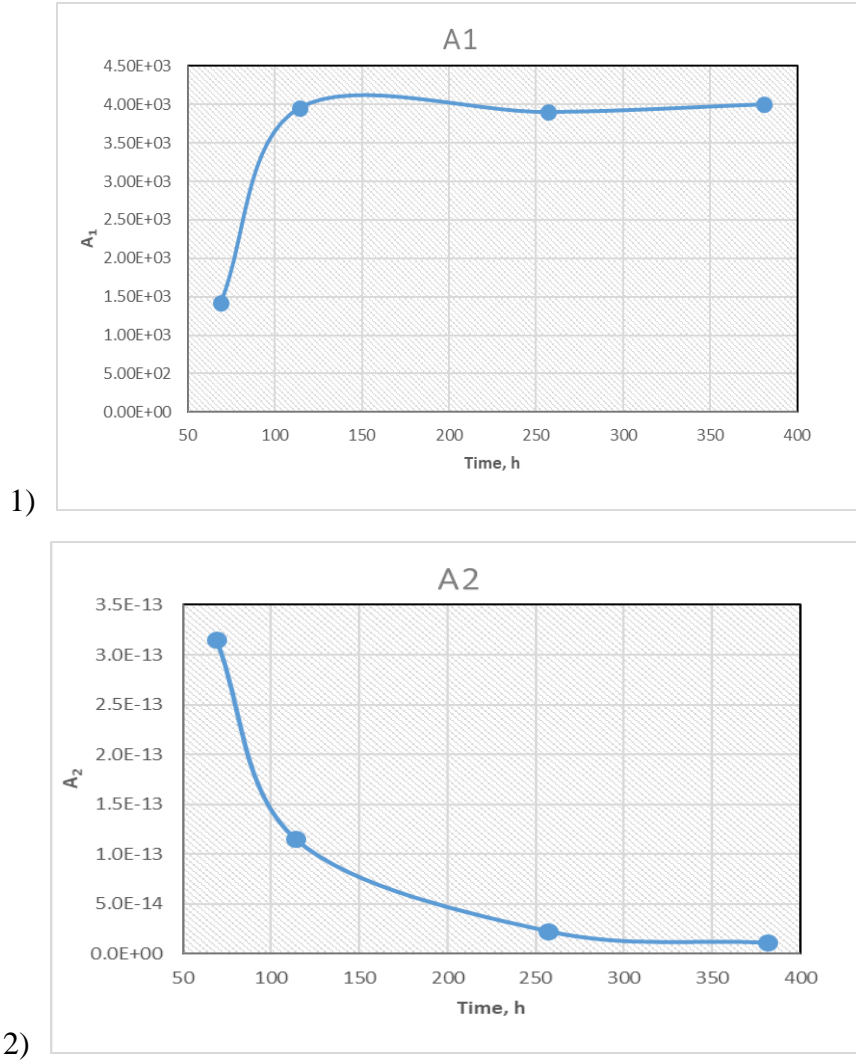 A1
4.50E+03
4.00E+03
3.50E+03
3.00E+03
2.50E+03
2.00E+03
1.50E+03
1.00E+03
5.00E+02
0.00E+00
A₁
50 100 150 200 250 300 350 400
Time, h
1)
A2
3.5E-13
3.0E-13
2.5E-13
2.0E-13
1.5E-13
1.0E-13
5.0E-14
0.0E+00
A₂
50 100 150 200 250 300 350 400
Time, h
2)